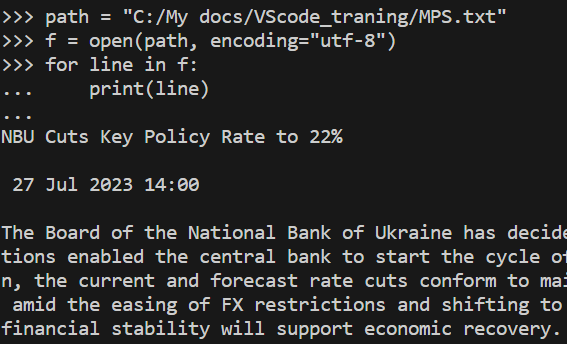 >>> path = "C:/My docs/VScode_traning/MPS.txt"
>>> f = open(path, encoding="utf-8")
>>> for line in f:
...     print(line)
...
NBU Cuts Key Policy Rate to 22%
 27 Jul 2023 14:00
The Board of the National Bank of Ukraine has decide
tions enabled the central bank to start the cycle of
n, the current and forecast rate cuts conform to mai
 amid the easing of FX restrictions and shifting to
financial stability will support economic recovery.